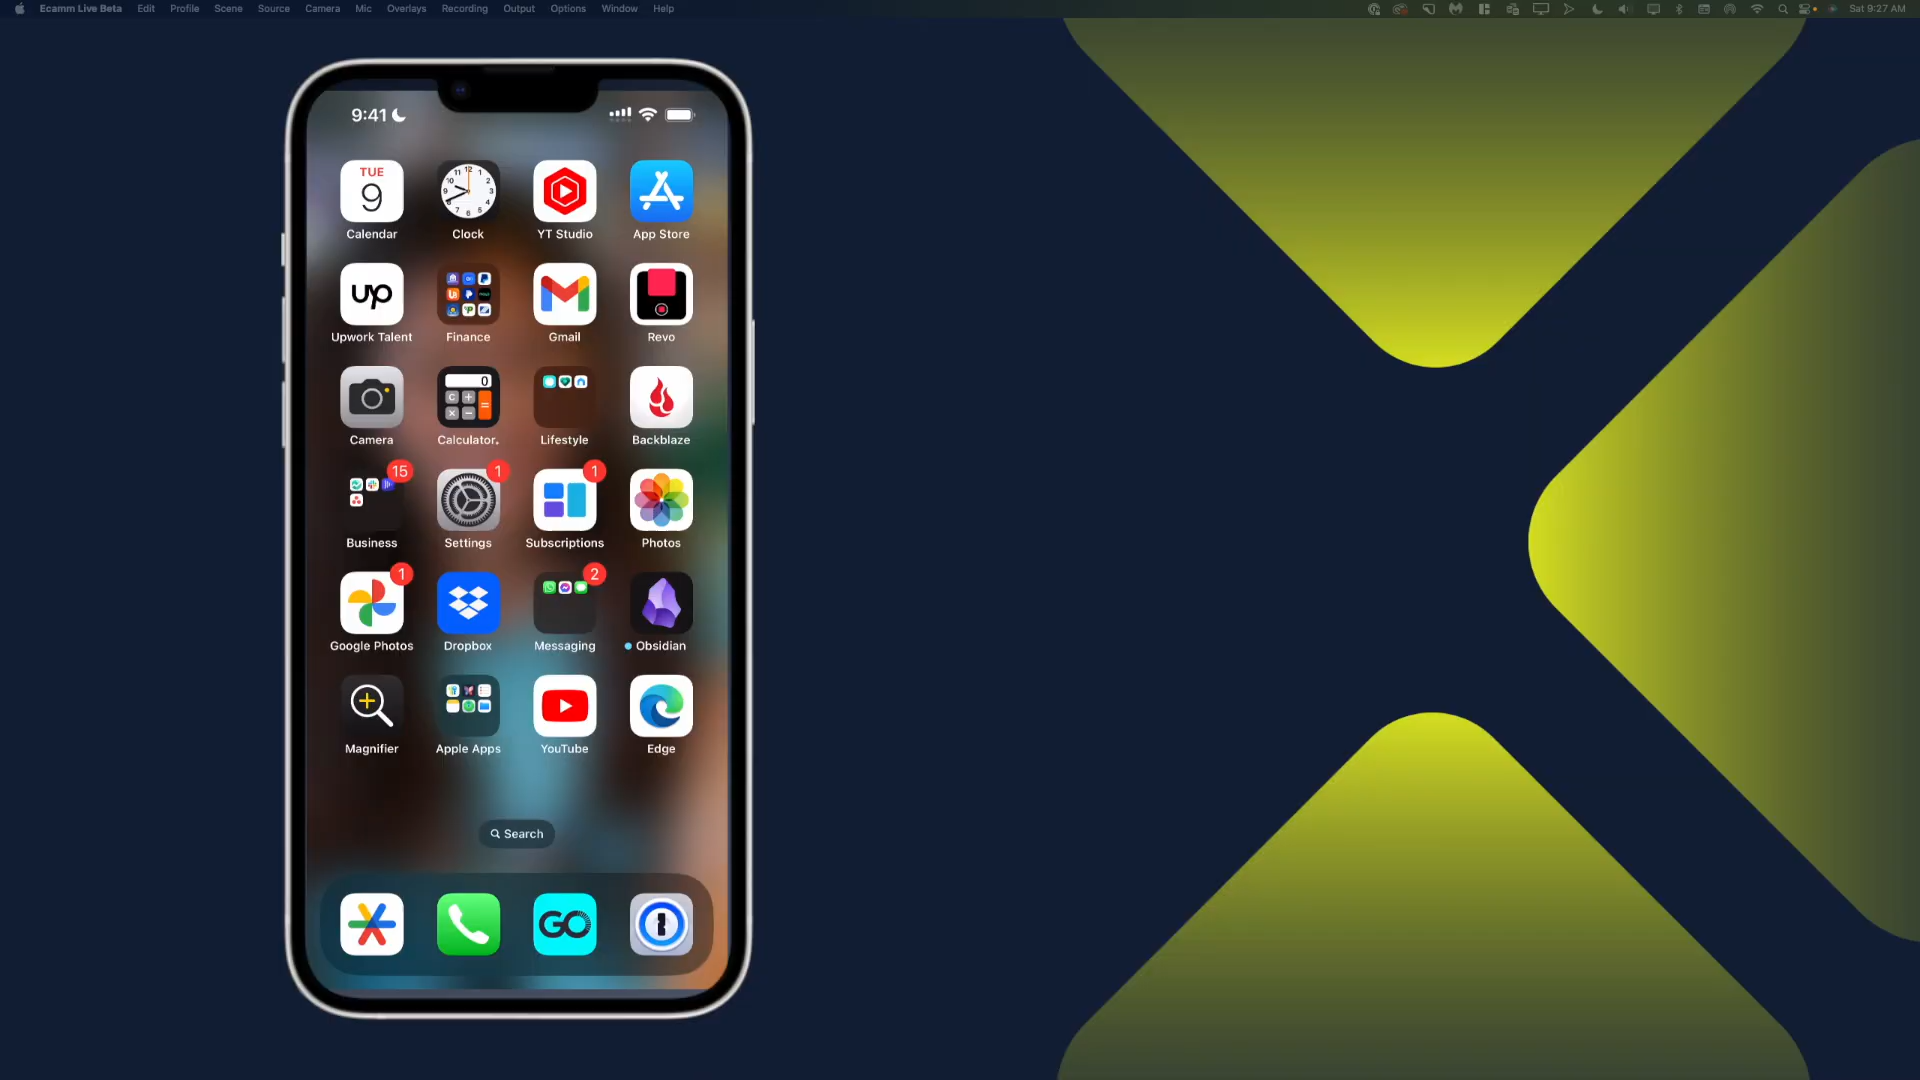 Ecamm Live Beta Edit Profile Scene Source Camera Mic Overlays Recording Output Options Window Help Sat 9:27 AM
9:41
TUE
9
Calendar Clock YT Studio App Store
up
Upwork Talent Finance Gmail Revo
0
Camera Calculator. Lifestyle Backblaze
15 1 1
Business Settings Subscriptions Photos
1 2
Google Photos Dropbox Messaging Obsidian
Magnifier Apple Apps YouTube Edge
Search
GO